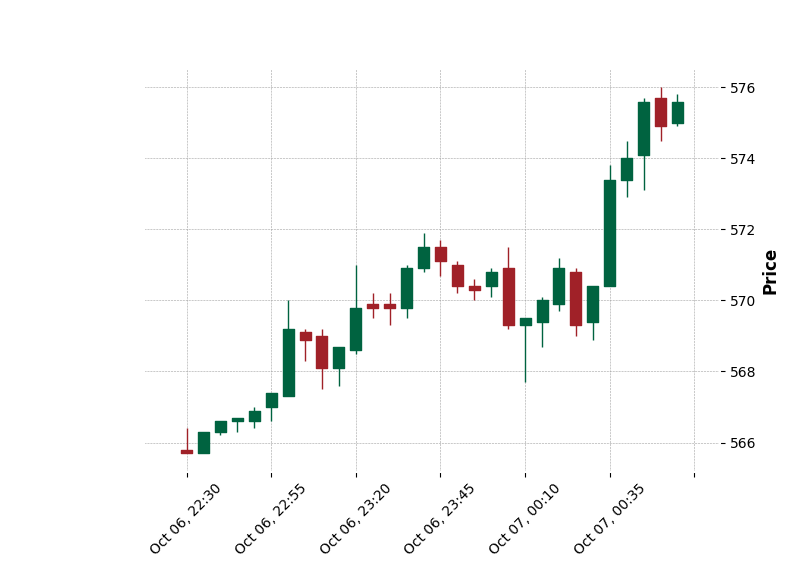 576
574
572
570
568
566
Price
Oct 06, 22:30
Oct 06, 22:55
Oct 06, 23:20
Oct 06, 23:45
Oct 07, 00:10
Oct 07, 00:35